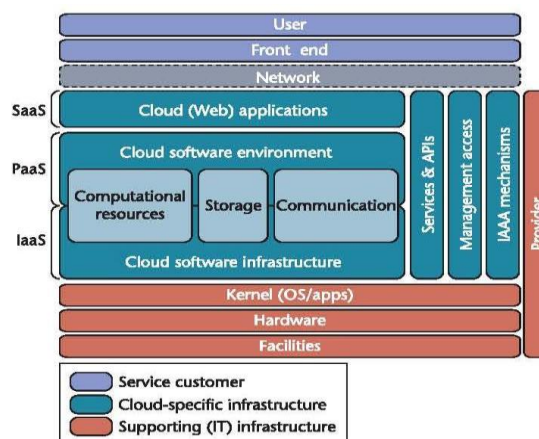 User
Front end
Network
SaaS
PaaS
IaaS
Cloud (Web) applications
Cloud software environment
Computational
resources
Storage
Communication
Cloud software infrastructure
Services & APIs
Management access
IAAA mechanisms
Provider
Kernel (OS/apps)
Hardware
Facilities
Service customer
Cloud-specific infrastructure
Supporting (IT) infrastructure